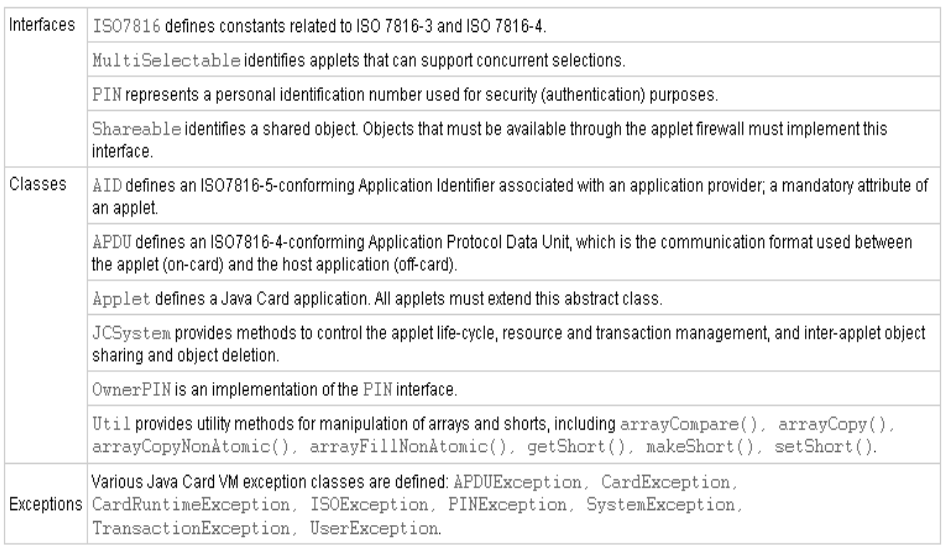 Interfaces ISO7816 defines constants related to ISO 7816-3 and ISO 7816-4.
MultiSelectable identifies applets that can support concurrent selections.
PIN represents a personal identification number used for security (authentication) purposes.
Shareable identifies a shared object. Objects that must be available through the applet firewall must implement this
interface.
Classes AID defines an ISO7816-5-conforming Application Identifier associated with an application provider; a mandatory attribute of
an applet.
APDU defines an ISO7816-4-conforming Application Protocol Data Unit, which is the communication format used between
the applet (on-card) and the host application (off-card).
Applet defines a Java Card application. All applets must extend this abstract class.
JCSystem provides methods to control the applet life-cycle, resource and transaction management, and inter-applet object
sharing and object deletion.
OwnerPIN is an implementation of the PIN interface.
Util provides utility methods for manipulation of arrays and shorts, including arrayCompare(), arrayCopy(),
arrayCopyNonAtomic(), arrayFillNonAtomic(), getShort(), makeShort(), setShort().
Various Java Card VM exception classes are defined: APDUException, CardException,
Exceptions CardRuntimeException, ISOException, PINException, SystemException,
TransactionException, UserException.